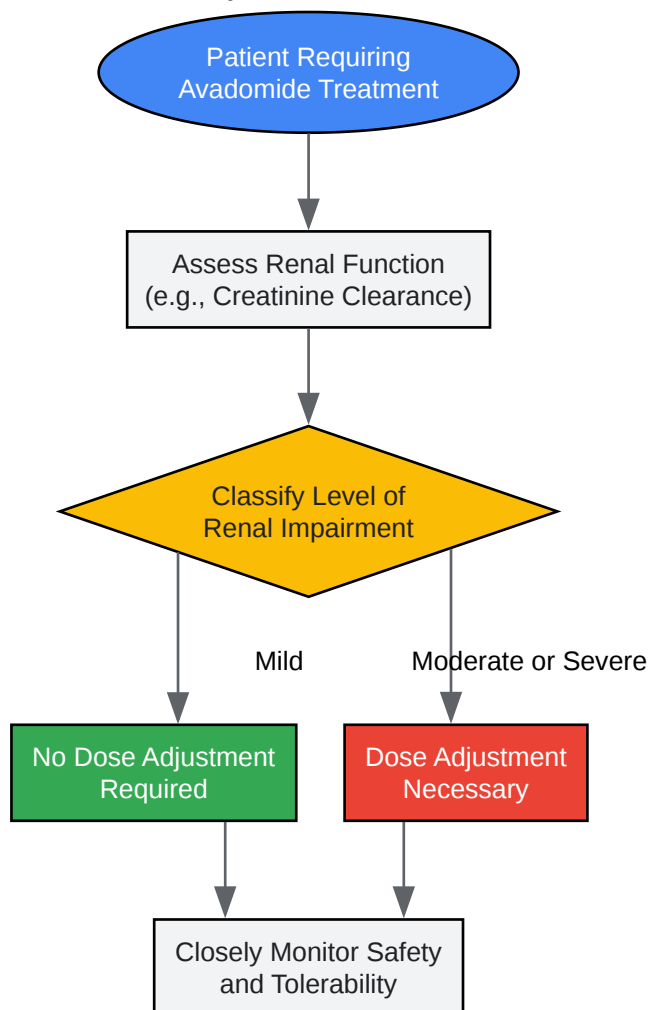 Patient Requiring
Avadomide Treatment
Assess Renal Function
(e.g., Creatinine Clearance)
Classify Level of
Renal Impairment
Mild
Moderate or Severe
No Dose Adjustment
Required
Dose Adjustment
Necessary
Closely Monitor Safety
and Tolerability